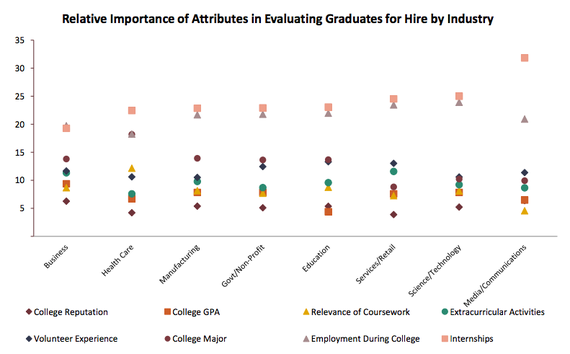 Relative Importance of Attributes in Evaluating Graduates for Hire by Industry
35
30
25
20
15
10
5
Business
Health Care
Manufacturing
Govt/Non-Profit
Education
Services/Retail
Science/Technology
Media/Communications
College Reputation
College GPA
Relevance of Coursework
Extracurricular Activities
Volunteer Experience
College Major
Employment During College
Internships